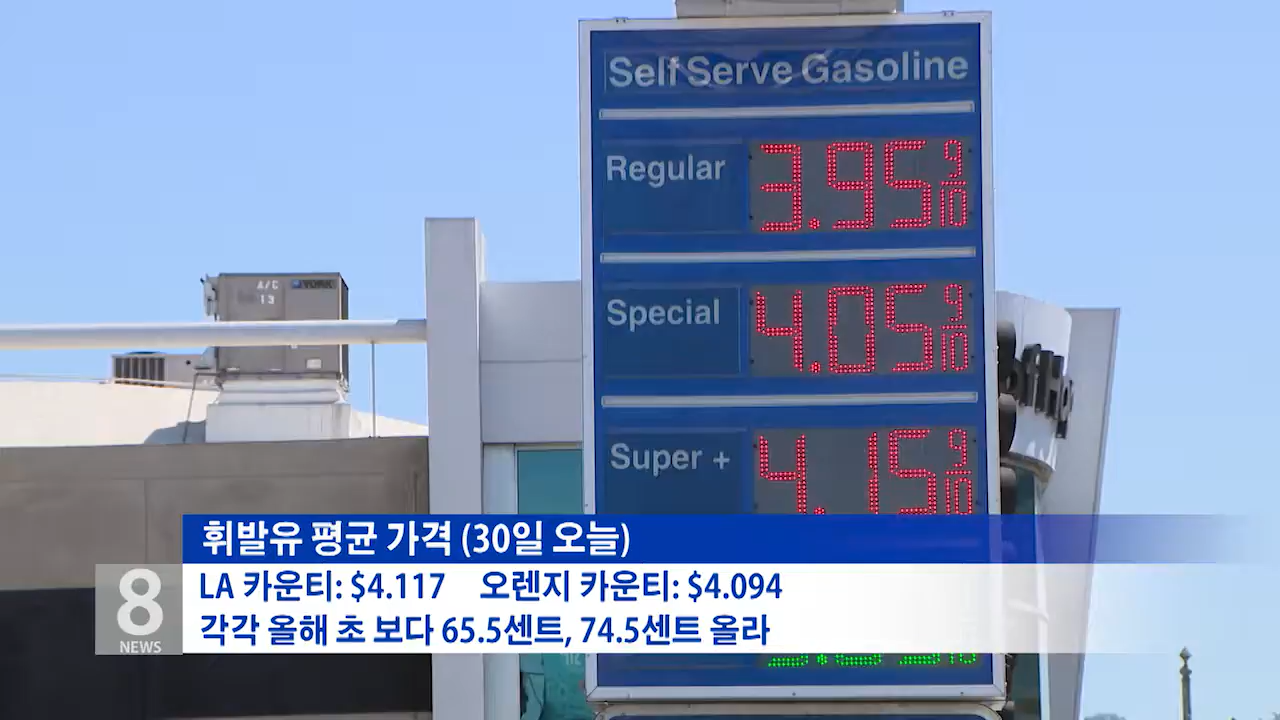 Self Serve Gasoline
Regular 3.95 9/10
Special 4.05 9/10
Super + 4.15 9/10
A/C YORK
13
휘발유 평균 가격 (30일 오늘)
LA 카운티: $4.117 오렌지 카운티: $4.094
각각 올해 초 보다 65.5센트, 74.5센트 올라
8
NEWS